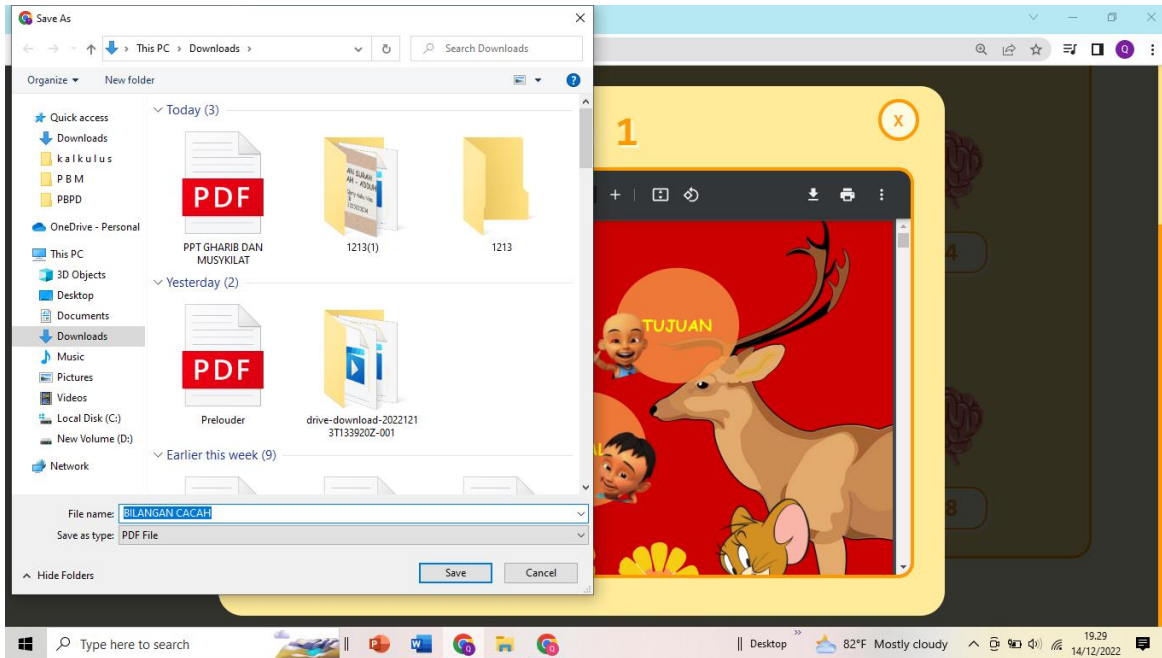 Save As
This PC > Downloads >
Search Downloads
Organize
New folder
Quick access
Downloads
k a l k u l u s
P B M
PBPD
OneDrive - Personal
This PC
3D Objects
Desktop
Documents
Downloads
Music
Pictures
Videos
Local Disk (C:)
New Volume (D:)
Network
Today (3)
PDF
PPT GHARIB DAN
MUSYKILAT
1213(1)
1213
Yesterday (2)
PDF
Prelouder
drive-download-2022121
3T133920Z-001
Earlier this week (9)
File name: BILANGAN CACAH
Save as type: PDF File
Hide Folders
Save
Cancel
1
X
TUJUAN
Q
4
8
Type here to search
Desktop
82°F Mostly cloudy
19.29
14/12/2022